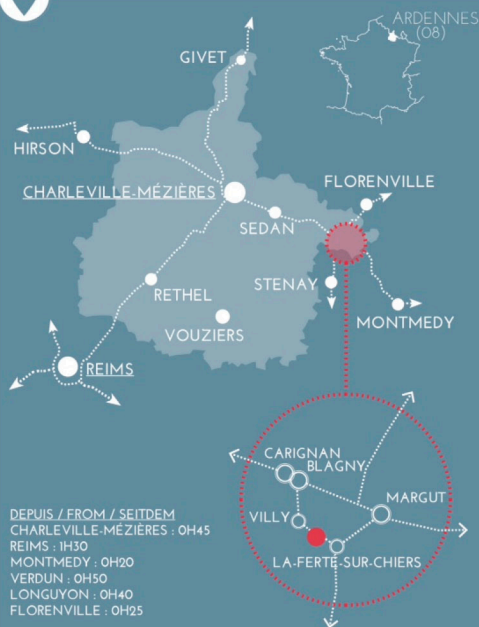 ARDENNES
(08)
GIVET
HIRSON
CHARLEVILLE-MÉZIÈRES
FLORENVILLE
SEDAN
STENAY
RETHEL
MONTMEDY
VOUZIERS
REIMS
CARIGNAN
BLAGNY
MARGUT
VILLY
LA-FERTE-SUR-CHIERS
DEPUIS / FROM / SEITDEM
CHARLEVILLE-MÉZIÈRES : 0H45
REIMS : 1H30
MONTMEDY : 0H20
VERDUN : 0H50
LONGUYON : 0H40
FLORENVILLE : 0H25